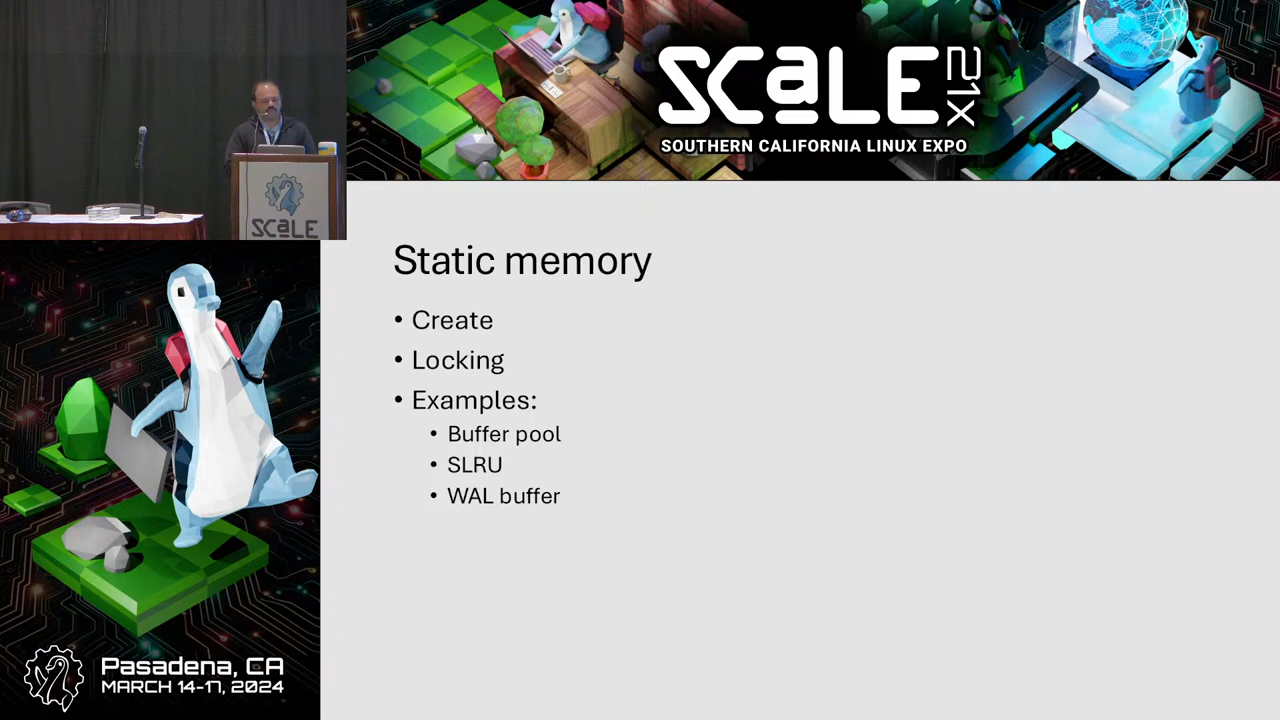 SCaLE 21X
SOUTHERN CALIFORNIA LINUX EXPO
SCaLE
Static memory
• Create
• Locking
• Examples:
• Buffer pool
• SLRU
• WAL buffer
Pasadena, CA
MARCH 14-17, 2024